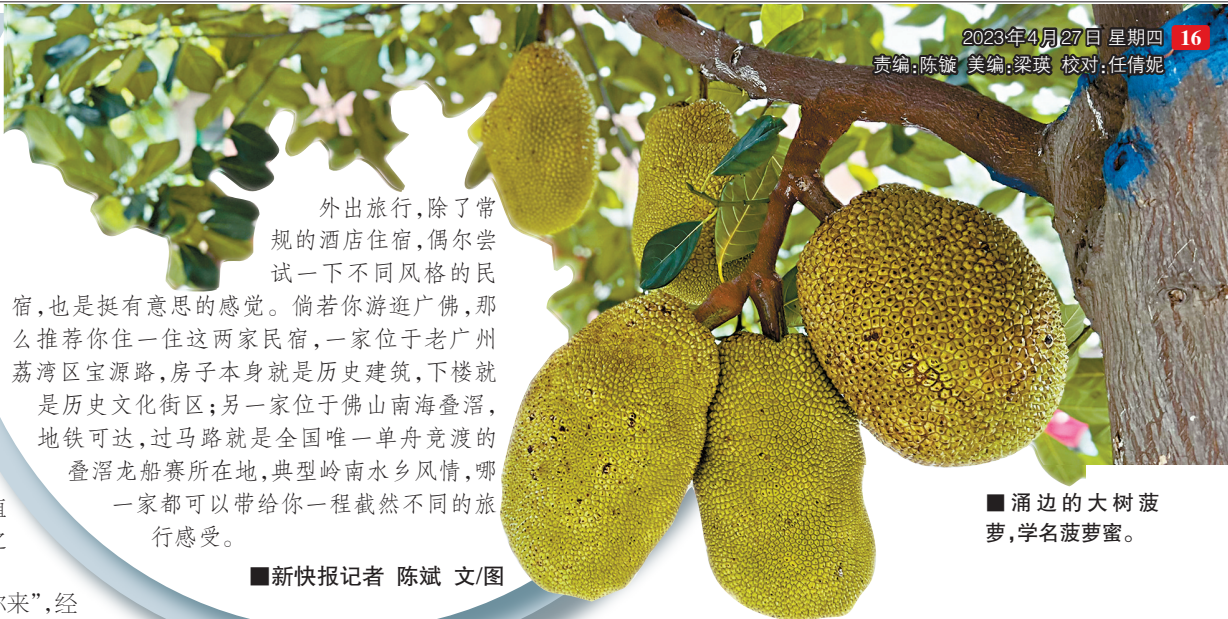 2023年4月27日 星期四 16
责编:陈镟 美编:梁瑛 校对:任倩妮
外出旅行,除了常
规的酒店住宿,偶尔尝
试一下不同风格的民
宿,也是挺有意思的感觉。倘若你游逛广佛,那
么推荐你住一住这两家民宿,一家位于老广州
荔湾区宝源路,房子本身就是历史建筑,下楼就
是历史文化街区;另一家位于佛山南海叠滘,
地铁可达,过马路就是全国唯一单舟竞渡的
叠滘龙船赛所在地,典型岭南水乡风情,哪
一家都可以带给你一程截然不同的旅
行感受。
■新快报记者 陈斌 文/图
■涌边的大树菠
萝,学名菠萝蜜。
来”,经